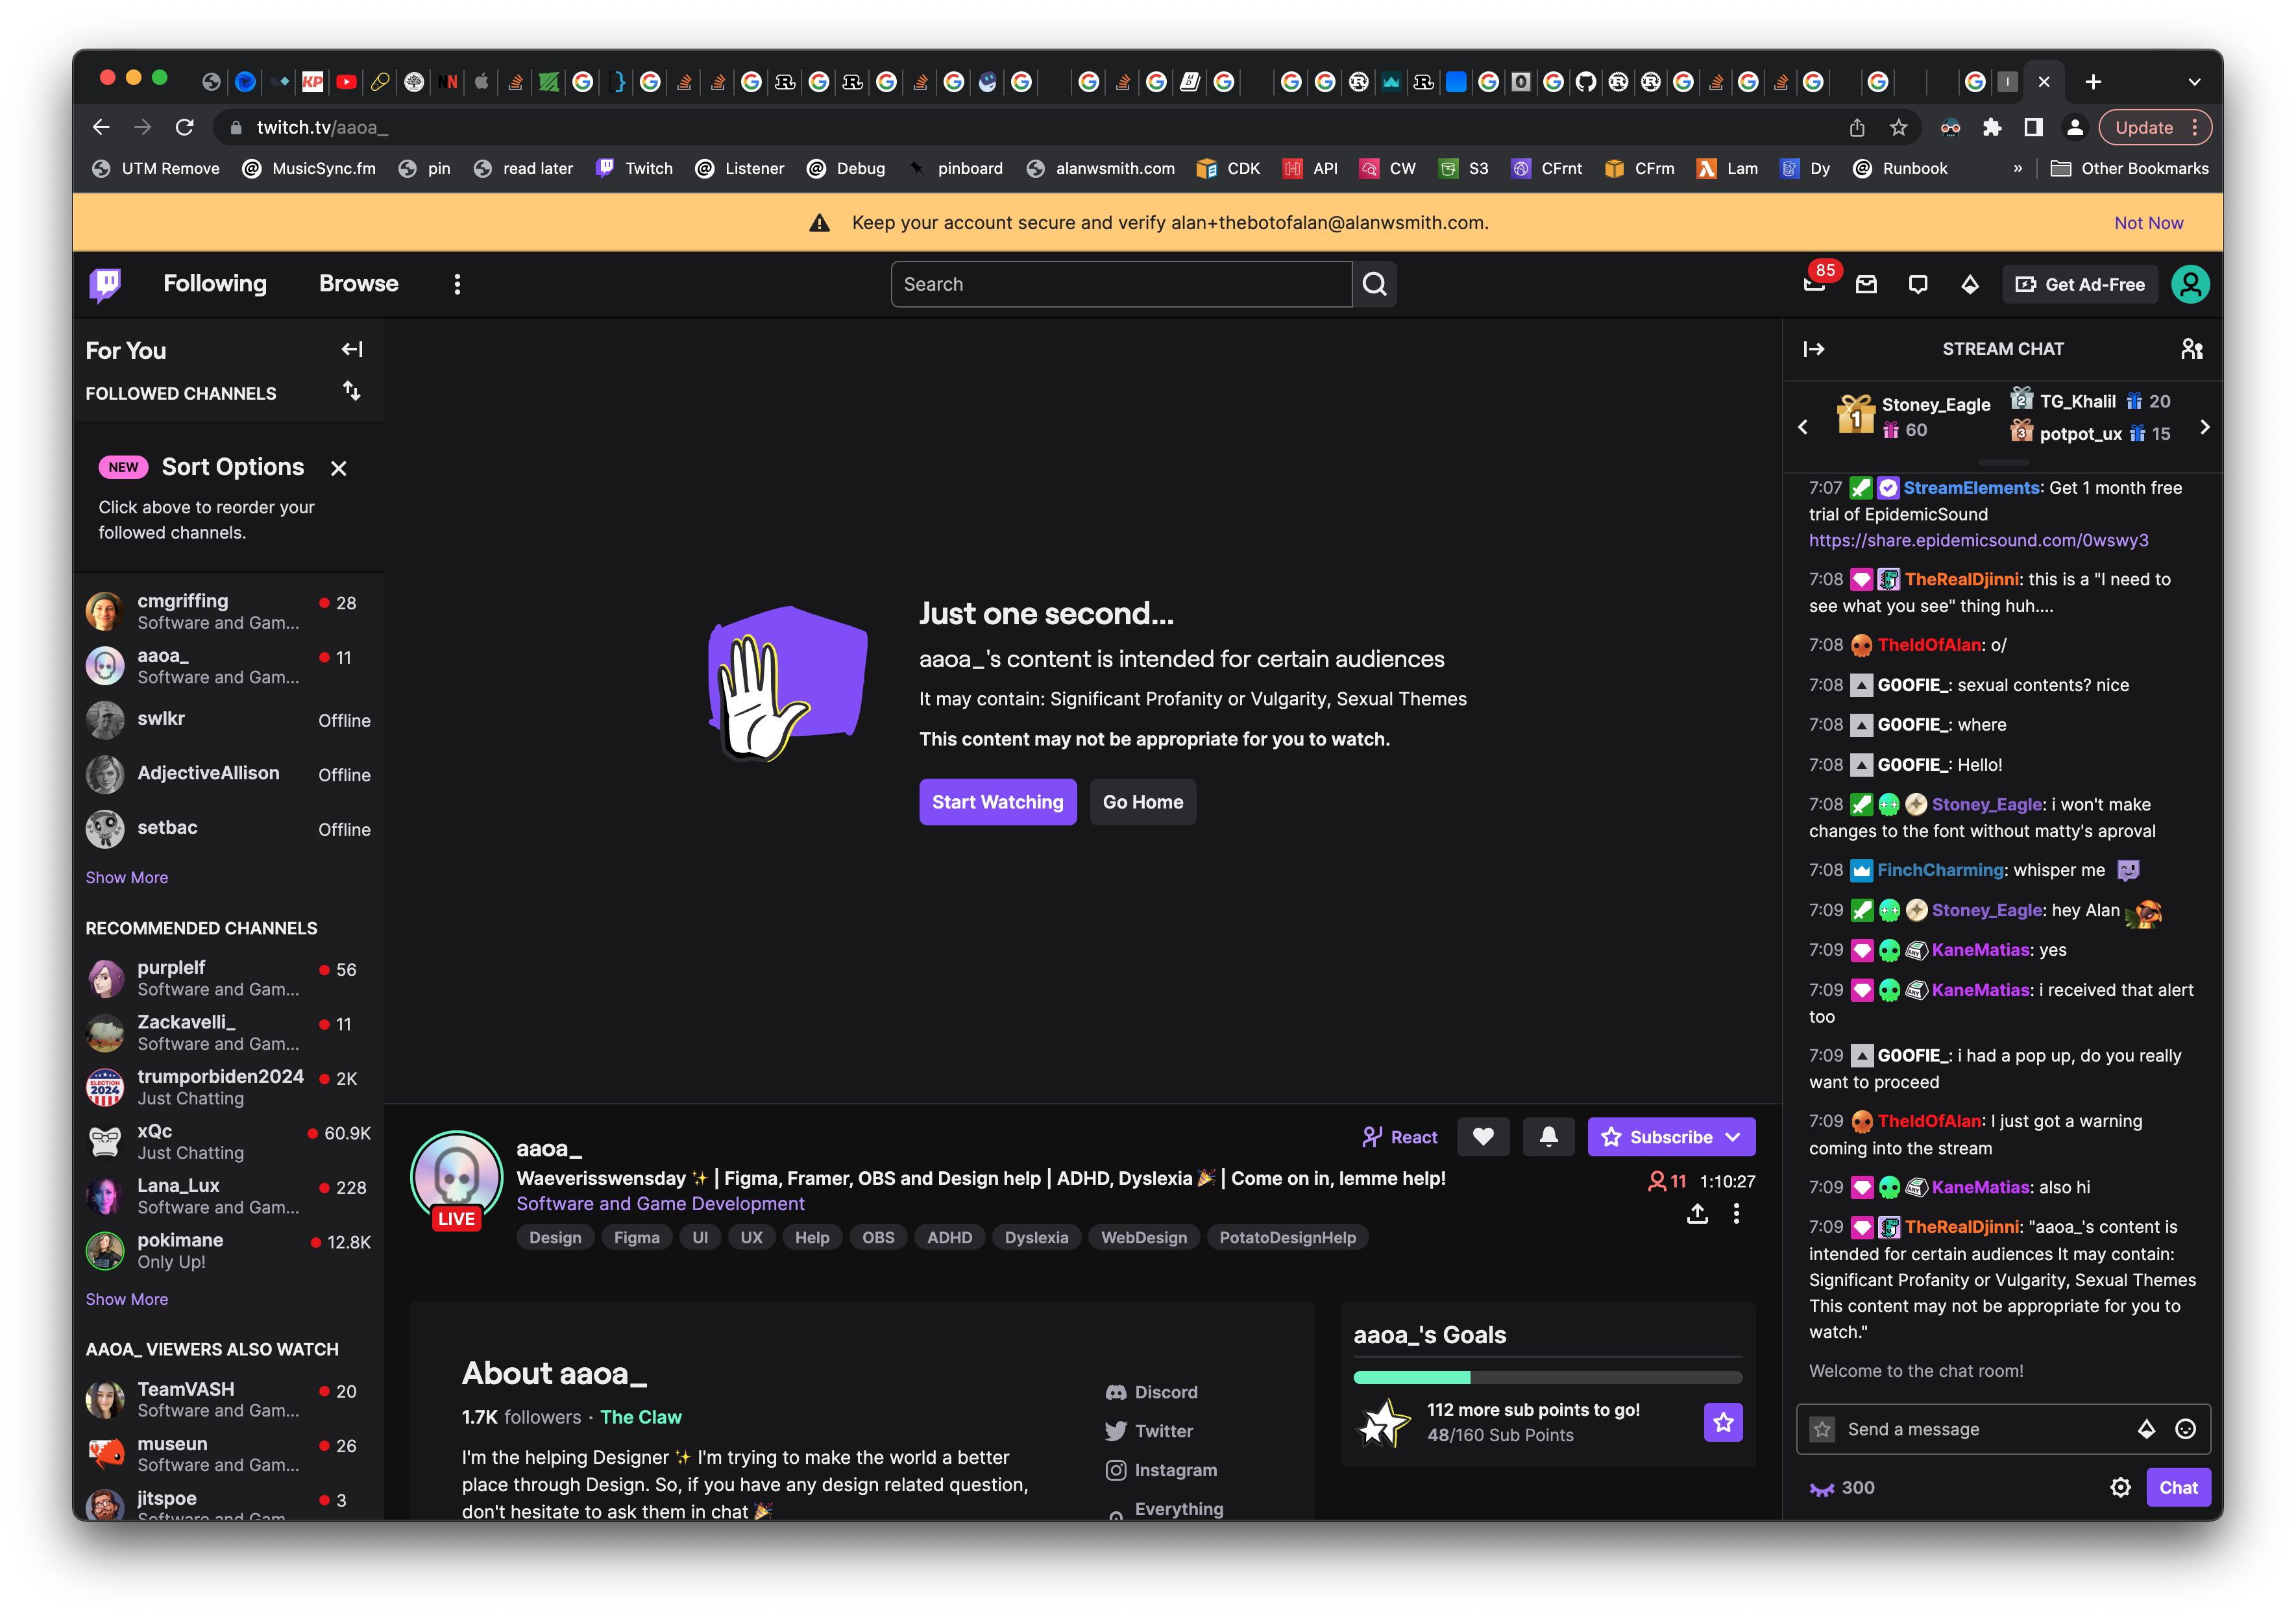 KP
NN
twitch.tv/aaoa_
Update
UTM Remove
MusicSync.fm
pin
read later
Twitch
Listener
Debug
pinboard
alanwsmith.com
CDK
API
CW
S3
CFrnt
CFrm
Lam
Dy
Runbook
»
Other Bookmarks
Keep your account secure and verify alan+thebotofalan@alanwsmith.com.
Not Now
Following
Browse
Search
85
Get Ad-Free
For You
FOLLOWED CHANNELS
NEW Sort Options
Click above to reorder your
followed channels.
cmgriffing 28
Software and Gam...
aaoa_ 11
Software and Gam...
swlkr Offline
AdjectiveAllison Offline
setbac Offline
Show More
RECOMMENDED CHANNELS
purplelf 56
Software and Gam...
Zackavelli_ 11
Software and Gam...
ELECTION 2024
trumporbiden2024 2K
Just Chatting
xQc 60.9K
Just Chatting
Lana_Lux 228
Software and Gam...
pokimane 12.8K
Only Up!
Show More
AAOA_ VIEWERS ALSO WATCH
TeamVASH 20
Software and Gam...
museun 26
Software and Gam...
jitspoe 3
Software and Gam...
Just one second...
aaoa_'s content is intended for certain audiences
It may contain: Significant Profanity or Vulgarity, Sexual Themes
This content may not be appropriate for you to watch.
Start Watching
Go Home
LIVE
aaoa_
Waeverisswensday ✨ | Figma, Framer, OBS and Design help | ADHD, Dyslexia 🎉 | Come on in, lemme help!
Software and Game Development
Design Figma UI UX Help OBS ADHD Dyslexia WebDesign PotatoDesignHelp
React
Subscribe
11 1:10:27
About aaoa_
1.7K followers · The Claw
I'm the helping Designer ✨ I'm trying to make the world a better
place through Design. So, if you have any design related question,
don't hesitate to ask them in chat 🎉
Discord
Twitter
Instagram
Everything
aaoa_'s Goals
112 more sub points to go!
48/160 Sub Points
STREAM CHAT
1 Stoney_Eagle
60
2 TG_Khalil 20
3 potpot_ux 15
7:07 StreamElements: Get 1 month free
trial of EpidemicSound
https://share.epidemicsound.com/0wswy3
7:08 TheRealDjinni: this is a "I need to
see what you see" thing huh....
7:08 TheIdOfAlan: o/
7:08 G0OFIE_: sexual contents? nice
7:08 G0OFIE_: where
7:08 G0OFIE_: Hello!
7:08 Stoney_Eagle: i won't make
changes to the font without matty's aproval
7:08 FinchCharming: whisper me
7:09 Stoney_Eagle: hey Alan
7:09 KaneMatias: yes
7:09 KaneMatias: i received that alert
too
7:09 G0OFIE_: i had a pop up, do you really
want to proceed
7:09 TheIdOfAlan: I just got a warning
coming into the stream
7:09 KaneMatias: also hi
7:09 TheRealDjinni: "aaoa_'s content is
intended for certain audiences It may contain:
Significant Profanity or Vulgarity, Sexual Themes
This content may not be appropriate for you to
watch."
Welcome to the chat room!
Send a message
300
Chat